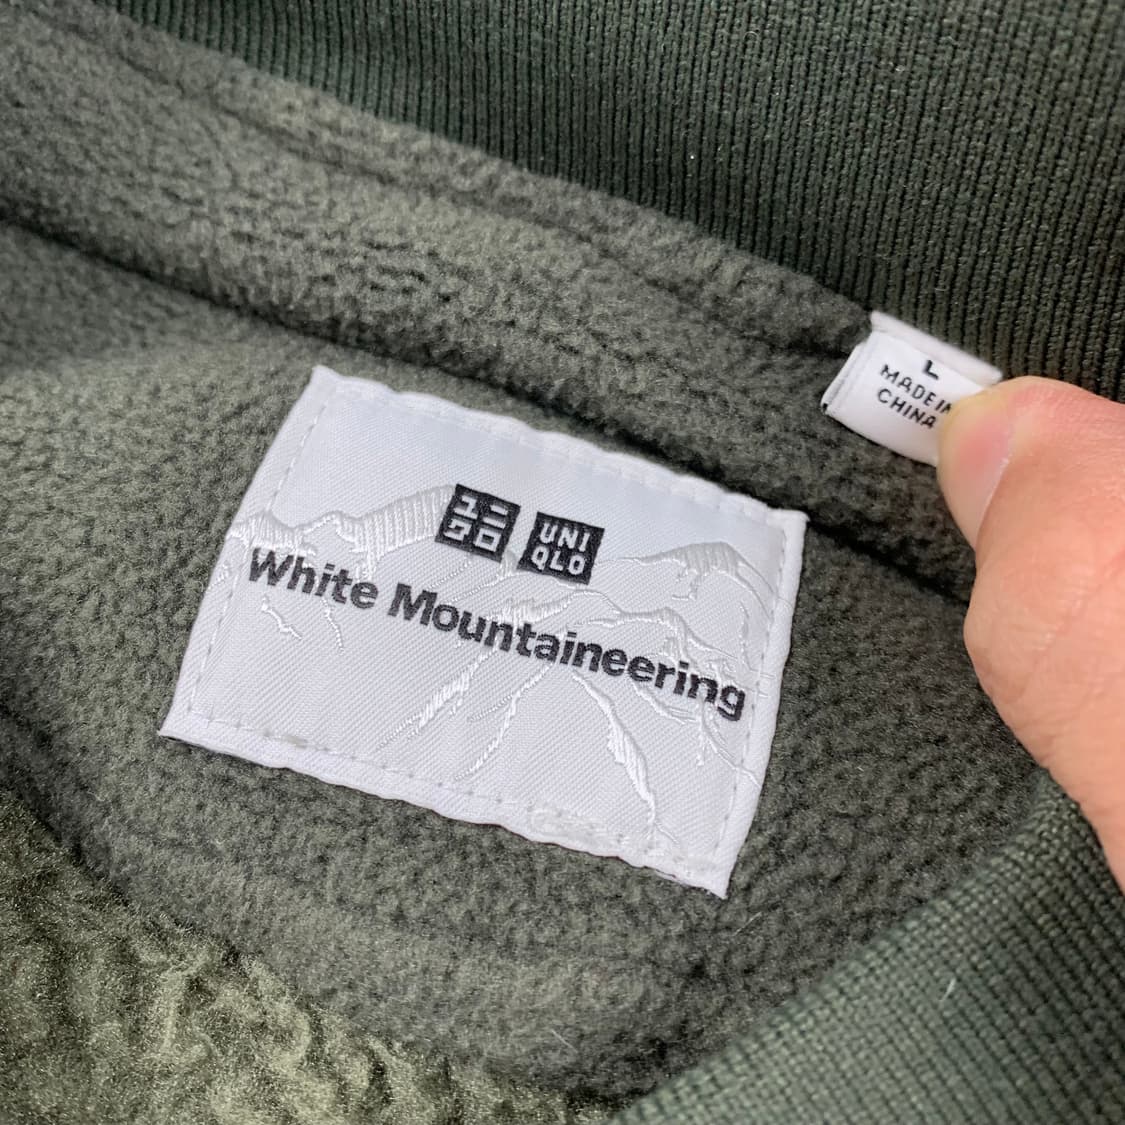 L
MADE IN
CHINA
ユニ
クロ
UNI
QLO
White Mountaineering